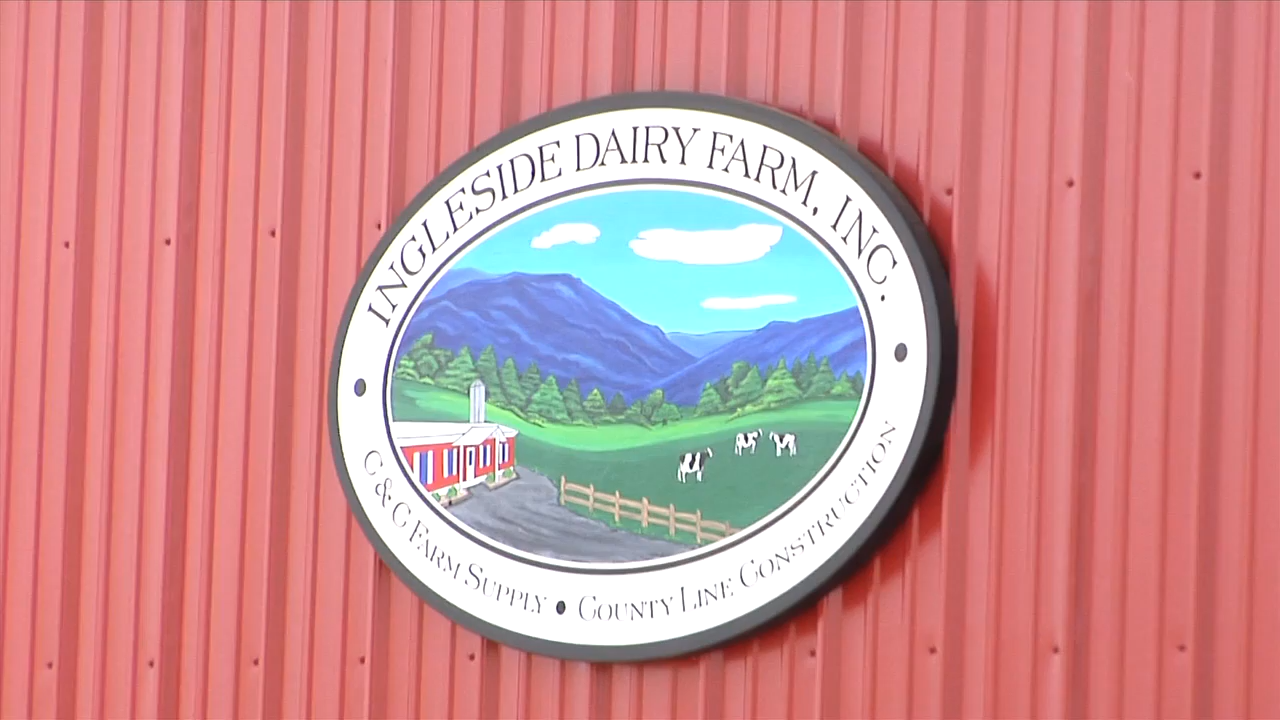 INGLESIDE DAIRY FARM, INC.
C & C FARM SUPPLY • COUNTY LINE CONSTRUCTION